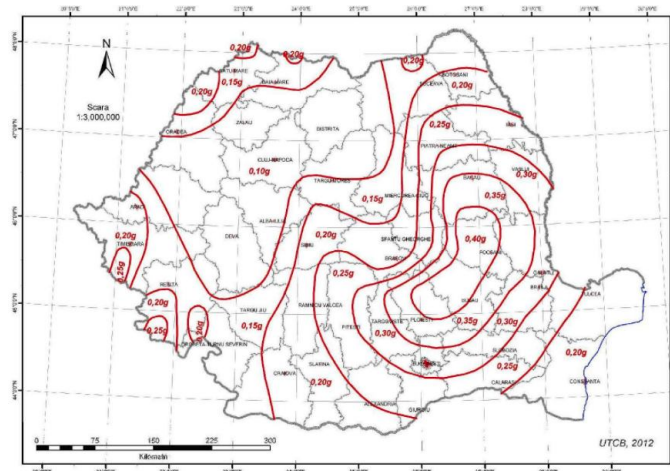 N
Scara
1:3,000,000
0,20g
0,20g
0,20g
SATU MARE
0,15g
BAIA MARE
BOTOSANI
SUCEAVA
0,20g
0,20g
ORADEA
ZALAU
0,25g
BISTRITA
IASI
PIATRA NEAMT
CLUJ-NAPOCA
0,10g
VASLUI
0,30g
BACAU
TARGU MURES
MIERCUREA CIUC
0,15g
0,35g
ARAD
ALBA IULIA
0,20g
TIMISOARA
DEVA
0,20g
SIBIU
SFANTU GHEORGHE
0,40g
FOCSANI
BRASOV
0,25g
0,25g
GALATI
RESITA
BRAILA
TULCEA
0,20g
RAMNICU VALCEA
BUZAU
TARGU JIU
0,15g
0,25g
0,20g
PITESTI
TARGOVISTE
PLOIESTI
0,35g
0,30g
0,30g
DROBETA-TURNU SEVERIN
SLOBOZIA
0,20g
0,25g
SLATINA
CRAIOVA
0,20g
CALARASI
CONSTANTA
ALEXANDRIA
GIURGIU
0 37,5 75 150 225 300
Kilometri
UTCB, 2012